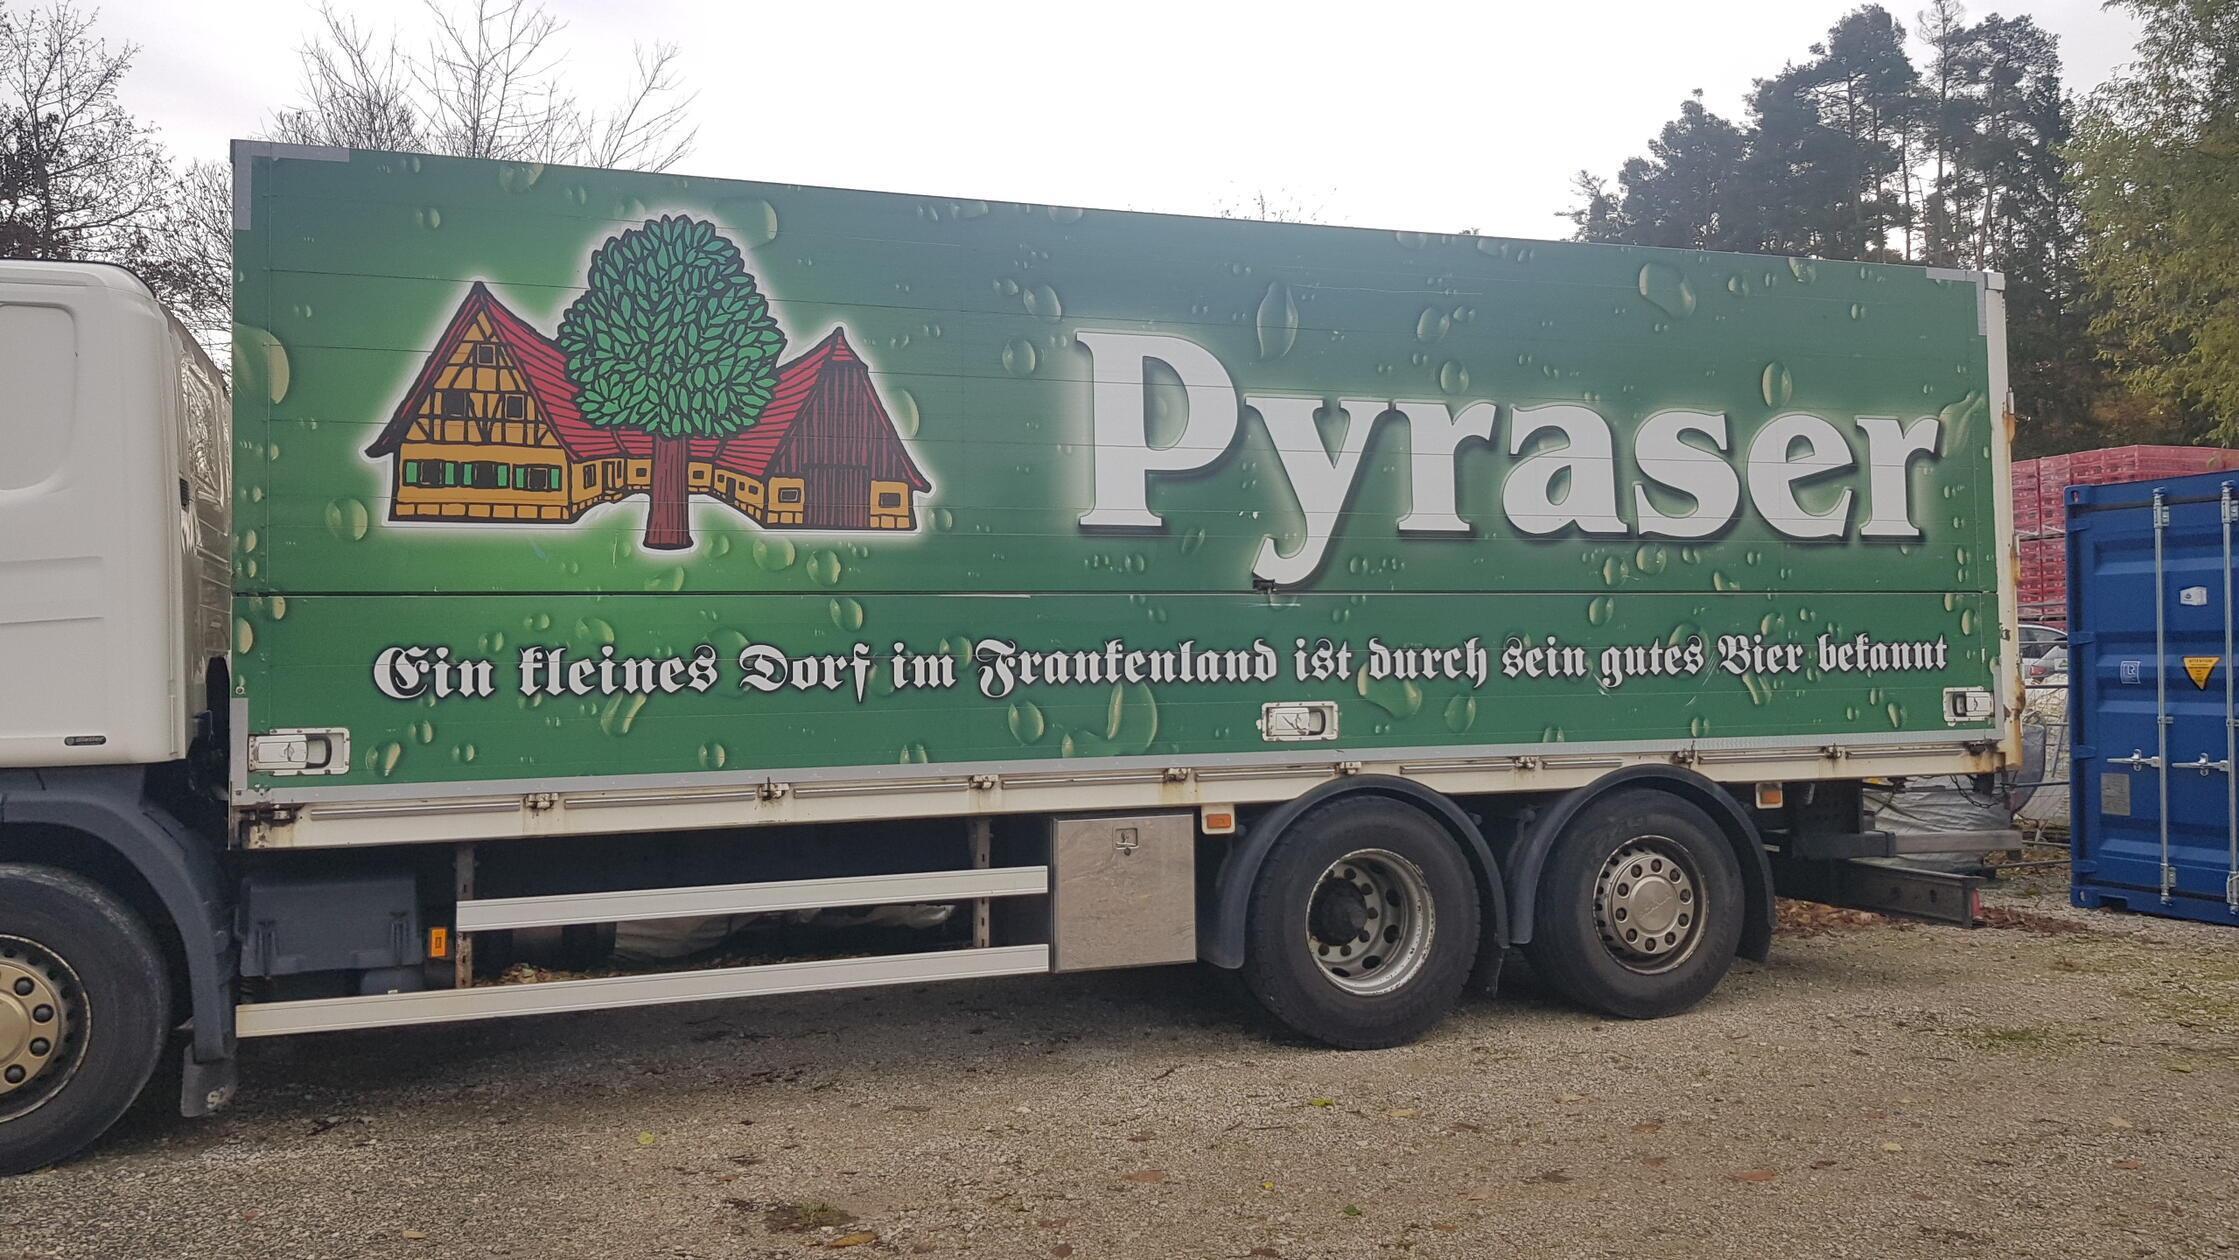 Pyraser
Ein kleines Dorf im Frankenland ist durch sein gutes Bier bekannt